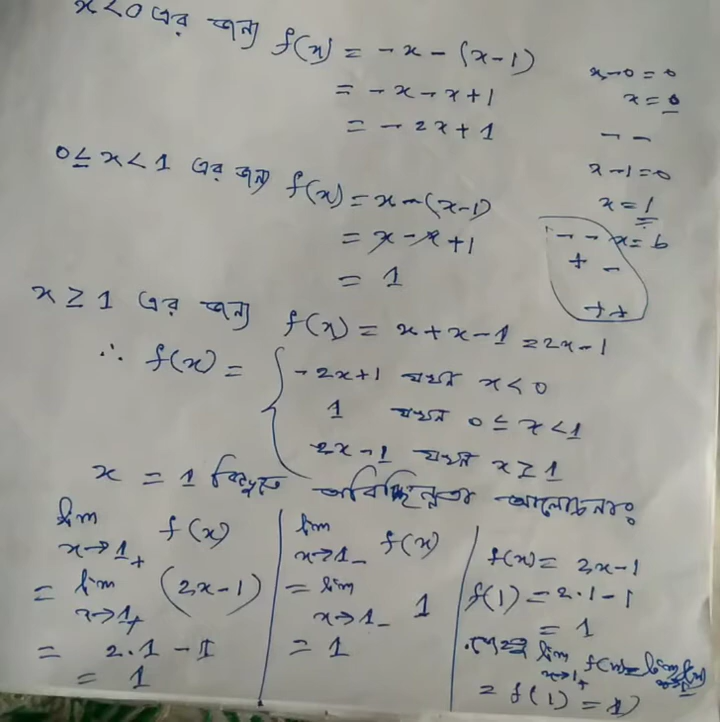 x<0 এর জন্য f(x) = -x - (x-1)
= -x-x+1
= -2x+1
x-0=0
x=0
--
x-1=0
x=1
- +
++
0≤x<1 এর জন্য f(x) = x-(x-1)
= x-x+1
= 1
x≥1 এর জন্য f(x) = x+x-1 =2x-1
∴ f(x) = { -2x+1 যখন x<0
1 যখন 0≤x<1
2x-1 যখন x≥1
x = 1 বিন্দুতে অবিচ্ছিন্নতা আলোচনাঃ
lim x→1+ f(x)
= lim x→1+ (2x-1)
= 2.1-1
= 1
lim x→1- f(x)
= lim x→1- 1
= 1
f(x) = 2x-1
f(1) = 2.1-1
= 1
lim x→1+ f(x)
= f(1) =